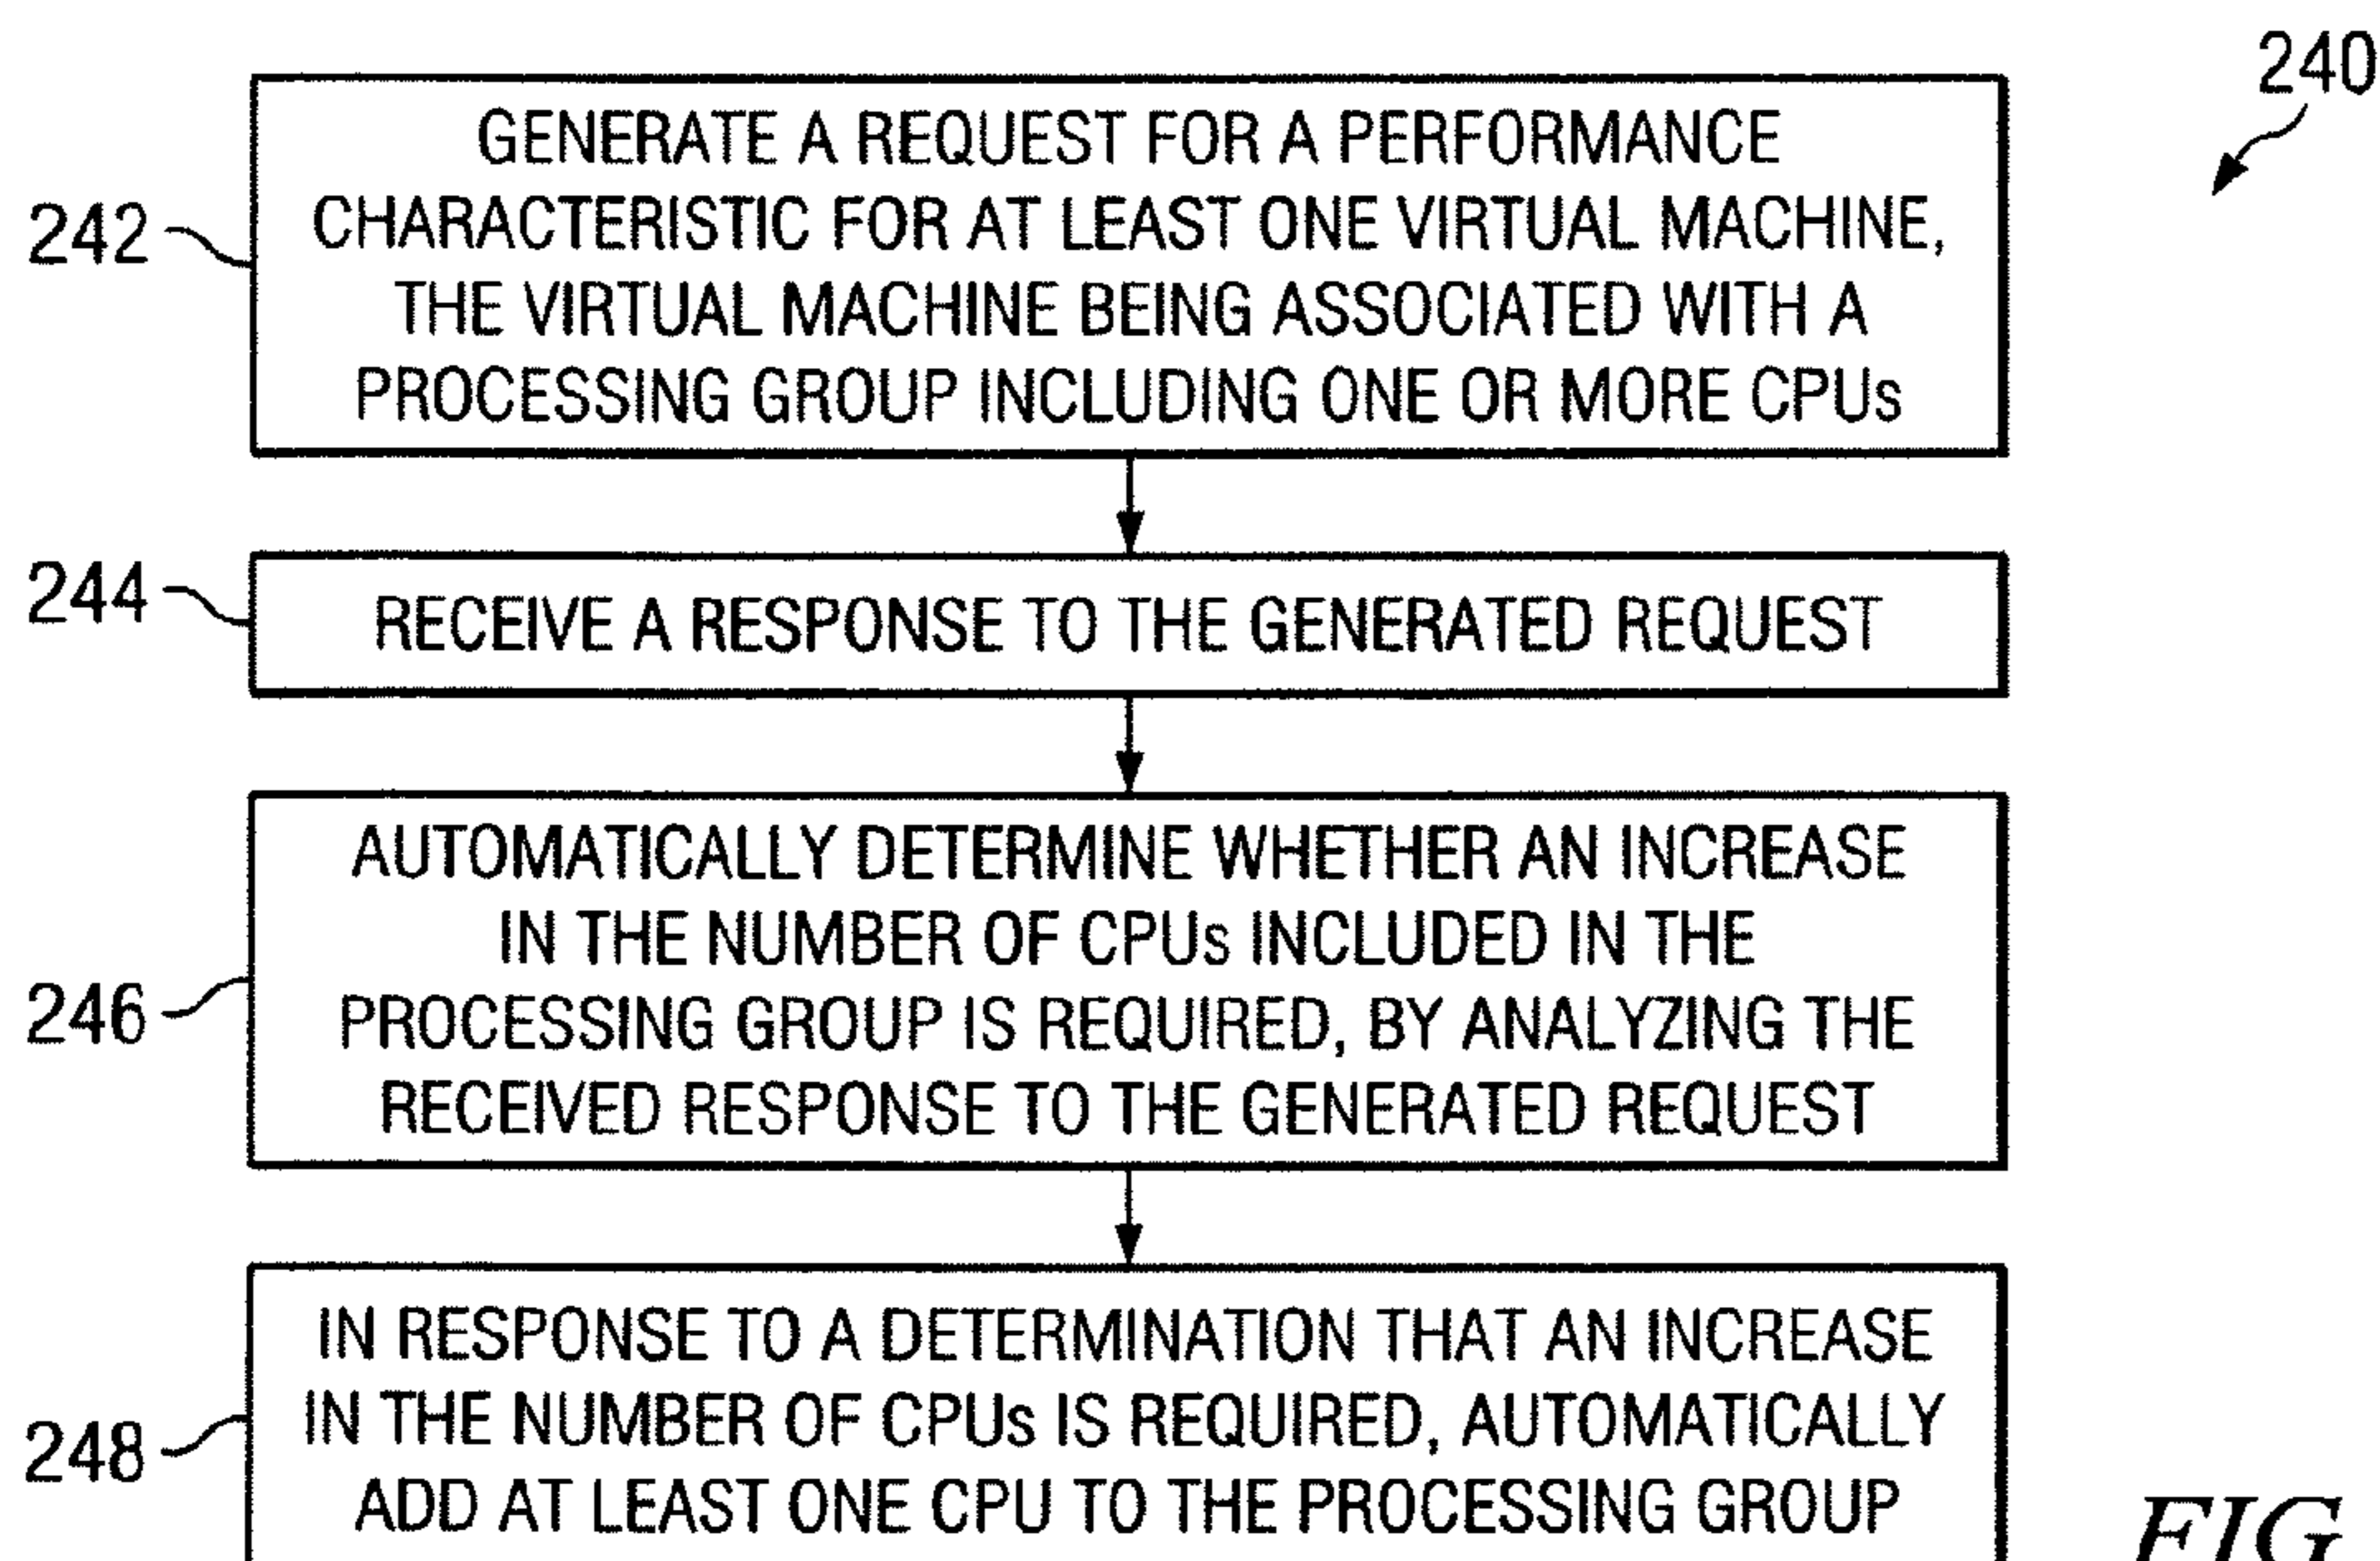 240
242
GENERATE A REQUEST FOR A PERFORMANCE
CHARACTERISTIC FOR AT LEAST ONE VIRTUAL MACHINE,
THE VIRTUAL MACHINE BEING ASSOCIATED WITH A
PROCESSING GROUP INCLUDING ONE OR MORE CPUs
244
RECEIVE A RESPONSE TO THE GENERATED REQUEST
246
AUTOMATICALLY DETERMINE WHETHER AN INCREASE
IN THE NUMBER OF CPUs INCLUDED IN THE
PROCESSING GROUP IS REQUIRED, BY ANALYZING THE
RECEIVED RESPONSE TO THE GENERATED REQUEST
248
IN RESPONSE TO A DETERMINATION THAT AN INCREASE
IN THE NUMBER OF CPUs IS REQUIRED, AUTOMATICALLY
ADD AT LEAST ONE CPU TO THE PROCESSING GROUP
FIG